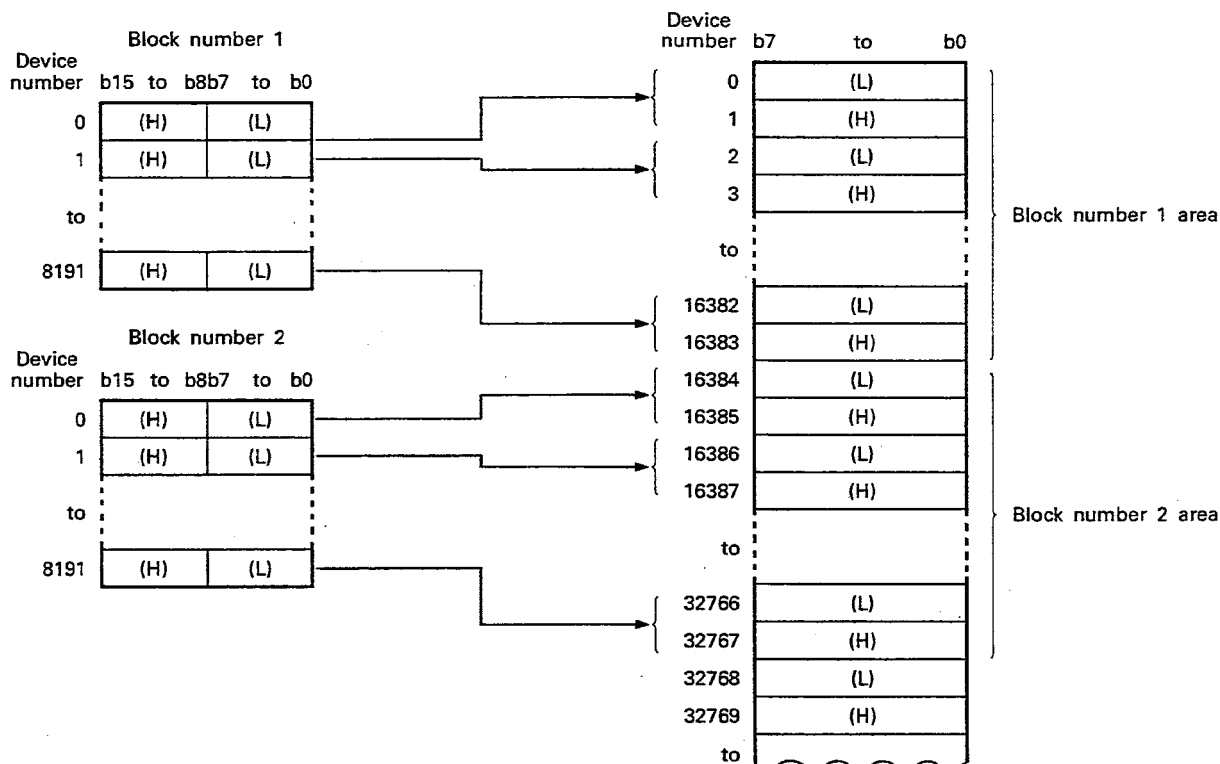 Block number 1
Device
number b15 to b8b7 to b0
0 (H) (L)
1 (H) (L)
to
8191 (H) (L)
Block number 2
Device
number b15 to b8b7 to b0
0 (H) (L)
1 (H) (L)
to
8191 (H) (L)
Device
number b7 to b0
0 (L)
1 (H)
2 (L)
3 (H)
to
16382 (L)
16383 (H)
Block number 1 area
16384 (L)
16385 (H)
16386 (L)
16387 (H)
to
32766 (L)
32767 (H)
Block number 2 area
32768 (L)
32769 (H)
to